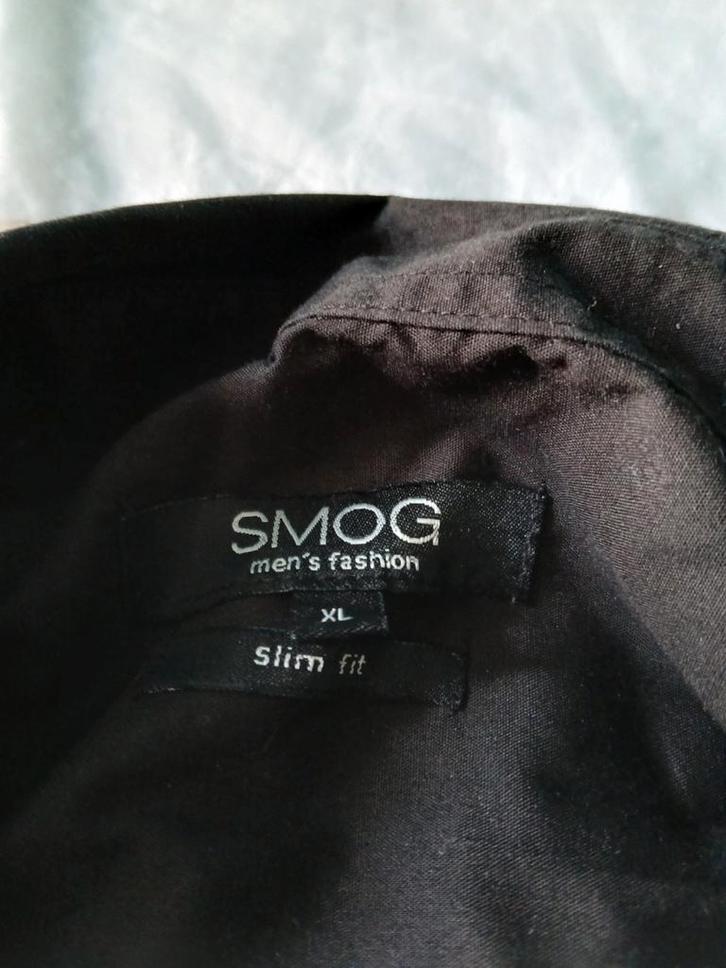 SMOG
men's fashion
XL
Slim fit